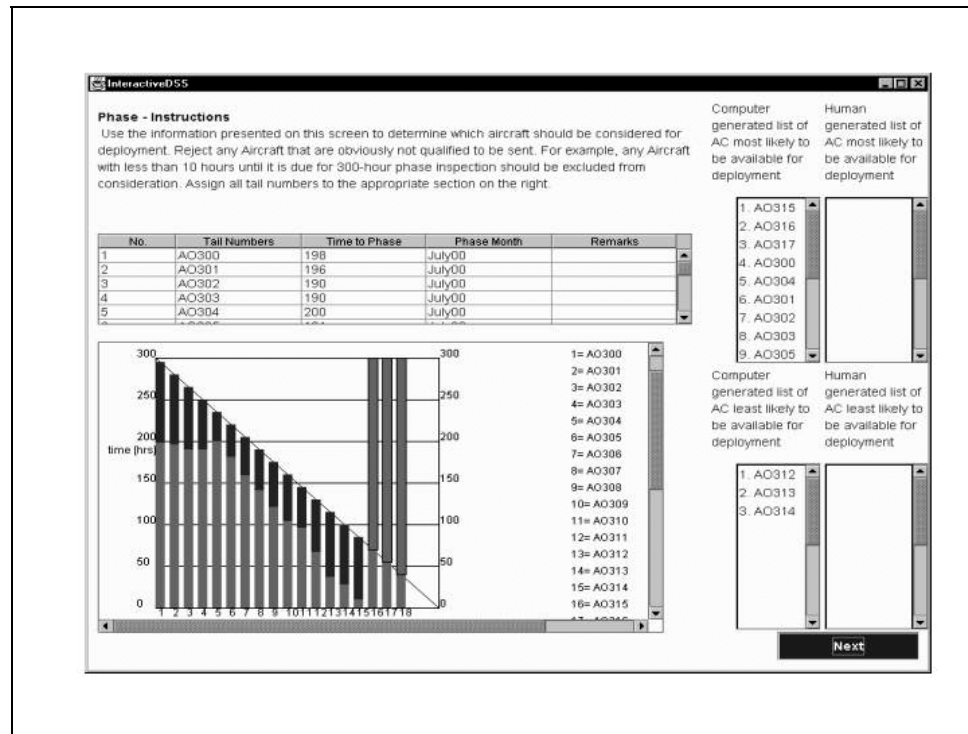 InteractiveDSS
Phase - Instructions
Use the information presented on this screen to determine which aircraft should be considered for
deployment. Reject any Aircraft that are obviously not qualified to be sent. For example, any Aircraft
with less than 10 hours until it is due for 300-hour phase inspection should be excluded from
consideration. Assign all tail numbers to the appropriate section on the right.
No. Tail Numbers Time to Phase Phase Month Remarks
1 AO300 198 July00
2 AO301 196 July00
3 AO302 190 July00
4 AO303 190 July00
5 AO304 200 July00
300 300
250 250
200 200
time [hrs]
150 150
100 100
50 50
0 0
1 2 3 4 5 6 7 8 9 10 11 12 13 14 15 16 17 18
1= AO300
2= AO301
3= AO302
4= AO303
5= AO304
6= AO305
7= AO306
8= AO307
9= AO308
10= AO309
11= AO310
12= AO311
13= AO312
14= AO313
15= AO314
16= AO315
Computer
generated list of
AC most likely to
be available for
deployment
1. AO315
2. AO316
3. AO317
4. AO300
5. AO304
6. AO301
7. AO302
8. AO303
9. AO305
Human
generated list of
AC most likely to
be available for
deployment
Computer
generated list of
AC least likely to
be available for
deployment
1. AO312
2. AO313
3. AO314
Human
generated list of
AC least likely to
be available for
deployment
Next